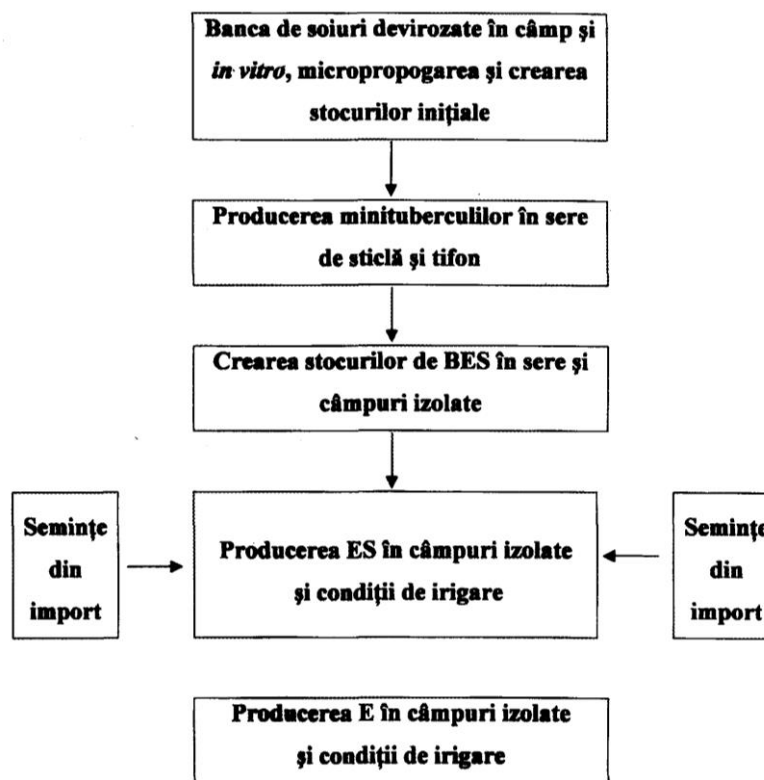 Banca de soiuri devirozate în câmp și
in vitro, micropropogarea și crearea
stocurilor inițiale
Producerea minituberculilor în sere
de sticlă și tifon
Crearea stocurilor de BES în sere și
câmpuri izolate
Semințe
din
import
Producerea ES în câmpuri izolate
și condiții de irigare
Semințe
din
import
Producerea E în câmpuri izolate
și condiții de irigare